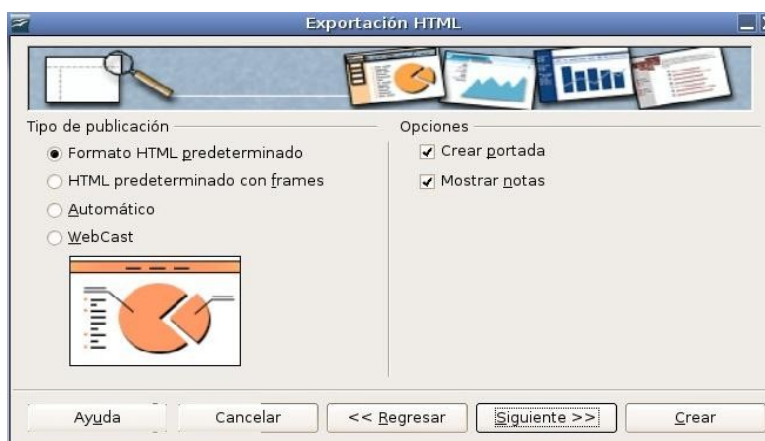 Exportación HTML
Tipo de publicación
Formato HTML predeterminado
HTML predeterminado con frames
Automático
WebCast
Opciones
Crear portada
Mostrar notas
Ayuda
Cancelar
<< Regresar
Siguiente >>
Crear